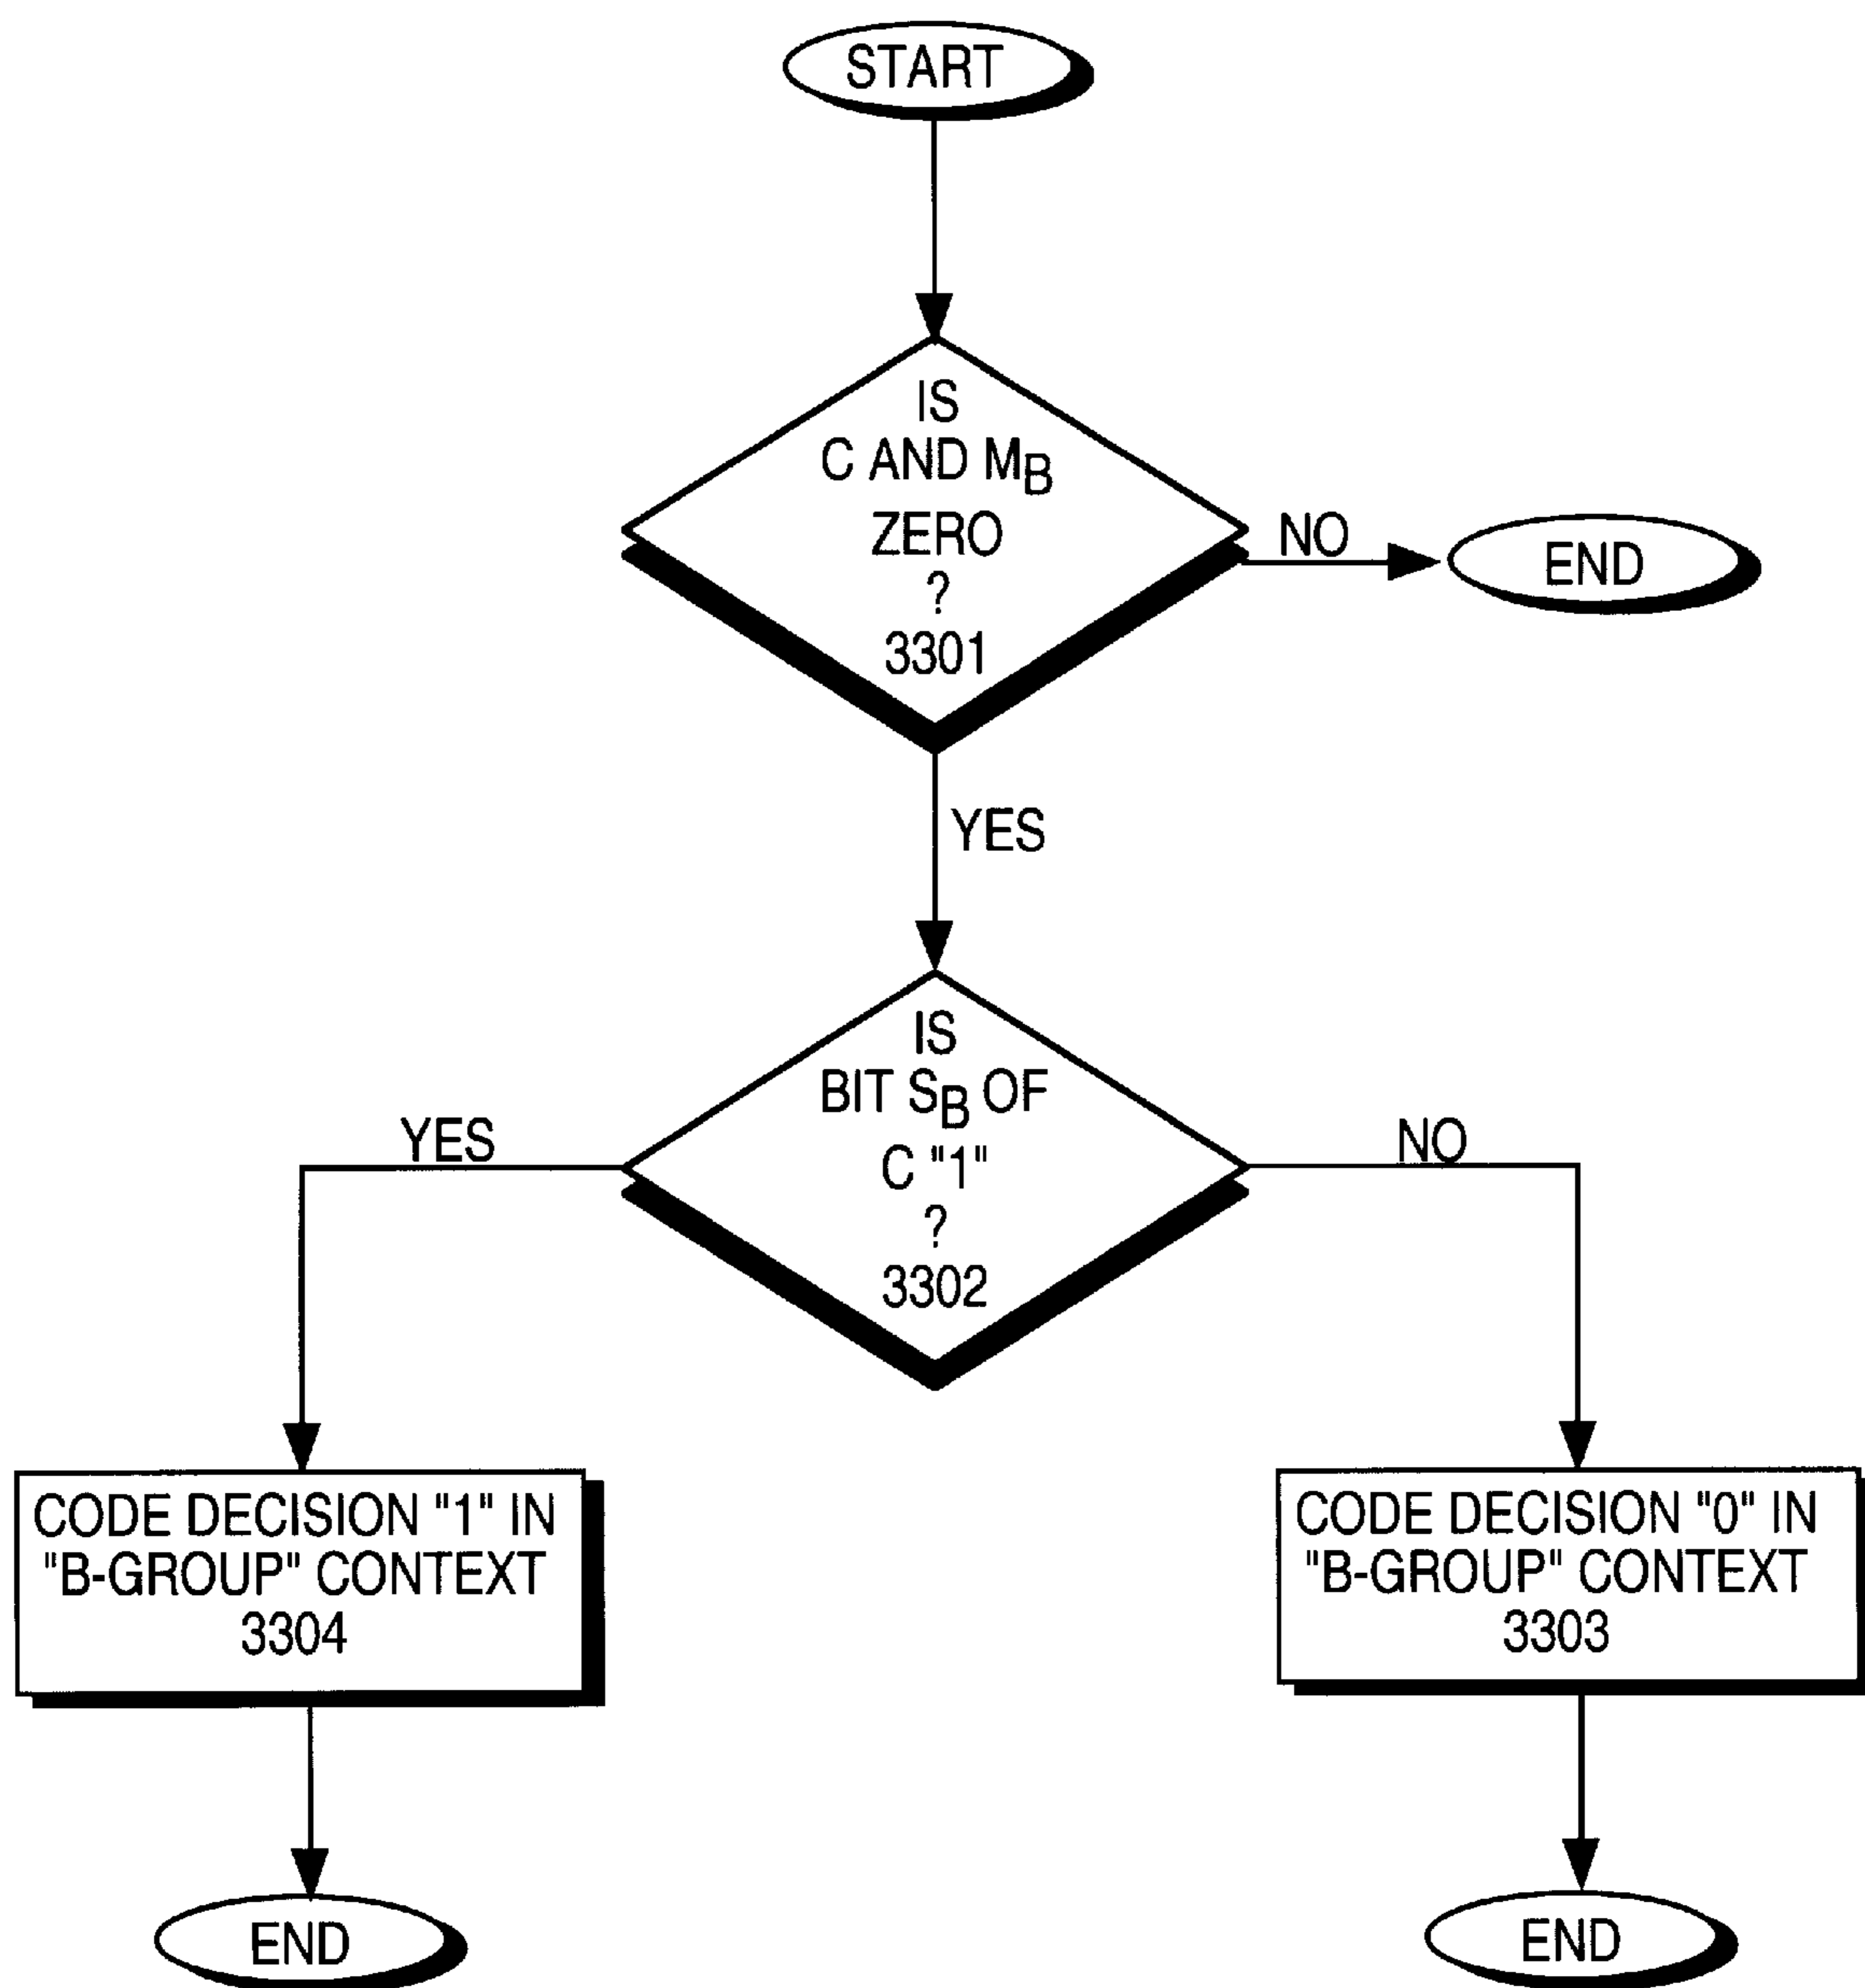 START
IS
C AND MB
ZERO
?
3301
NO
END
YES
IS
BIT SB OF
C "1"
?
3302
YES
NO
CODE DECISION "1" IN
"B-GROUP" CONTEXT
3304
CODE DECISION "0" IN
"B-GROUP" CONTEXT
3303
END
END